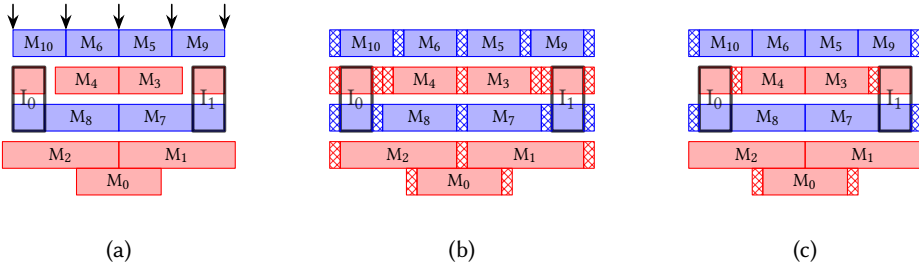 M10 M6 M5 M9 M10 M6 M5 M9 M10 M6 M5 M9
M4 M3 M4 M3 M4 M3
I0 I1 I0 I1 I0 I1
M8 M7 M8 M7 M8 M7
M2 M1 M2 M1 M2 M1
M0 M0 M0
(a) (b) (c)